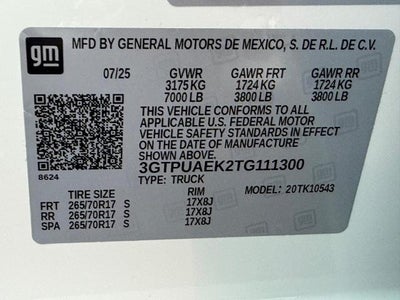 gm MFD BY GENERAL MOTORS DE MEXICO, S. DE R.L. DE C.V.
07/25 GVWR GAWR FRT GAWR RR
3175 KG 1724 KG 1724 KG
7000 LB 3800 LB 3800 LB
THIS VEHICLE CONFORMS TO ALL
APPLICABLE U.S. FEDERAL MOTOR
VEHICLE SAFETY STANDARDS IN EFFECT
ON THE DATE OF MANUFACTURE
SHOWN ABOVE.
3GTPUAEK2TG111300
8624 TYPE: TRUCK MODEL: 20TK10543
TIRE SIZE RIM
FRT 265/70R17 S 17X8J
RR 265/70R17 S 17X8J
SPA 265/70R17 S 17X8J